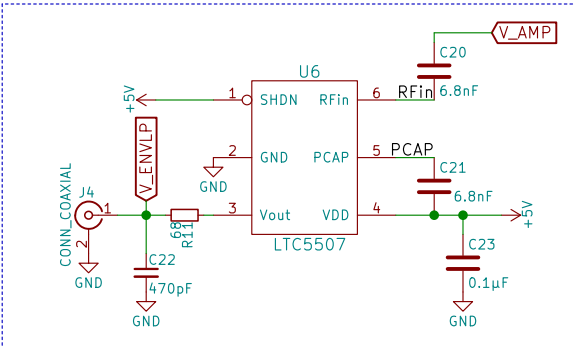 V_AMP
C20
6.8nF
U6
+5V
1
SHDN
RFin
6
RFin
V_ENVLP
2
GND
PCAP
5
PCAP
GND
C21
6.8nF
CONN_COAXIAL
J4
1
2
68
R11
3
Vout
VDD
4
+5V
LTC5507
GND
C22
470pF
GND
C23
0.1µF
GND